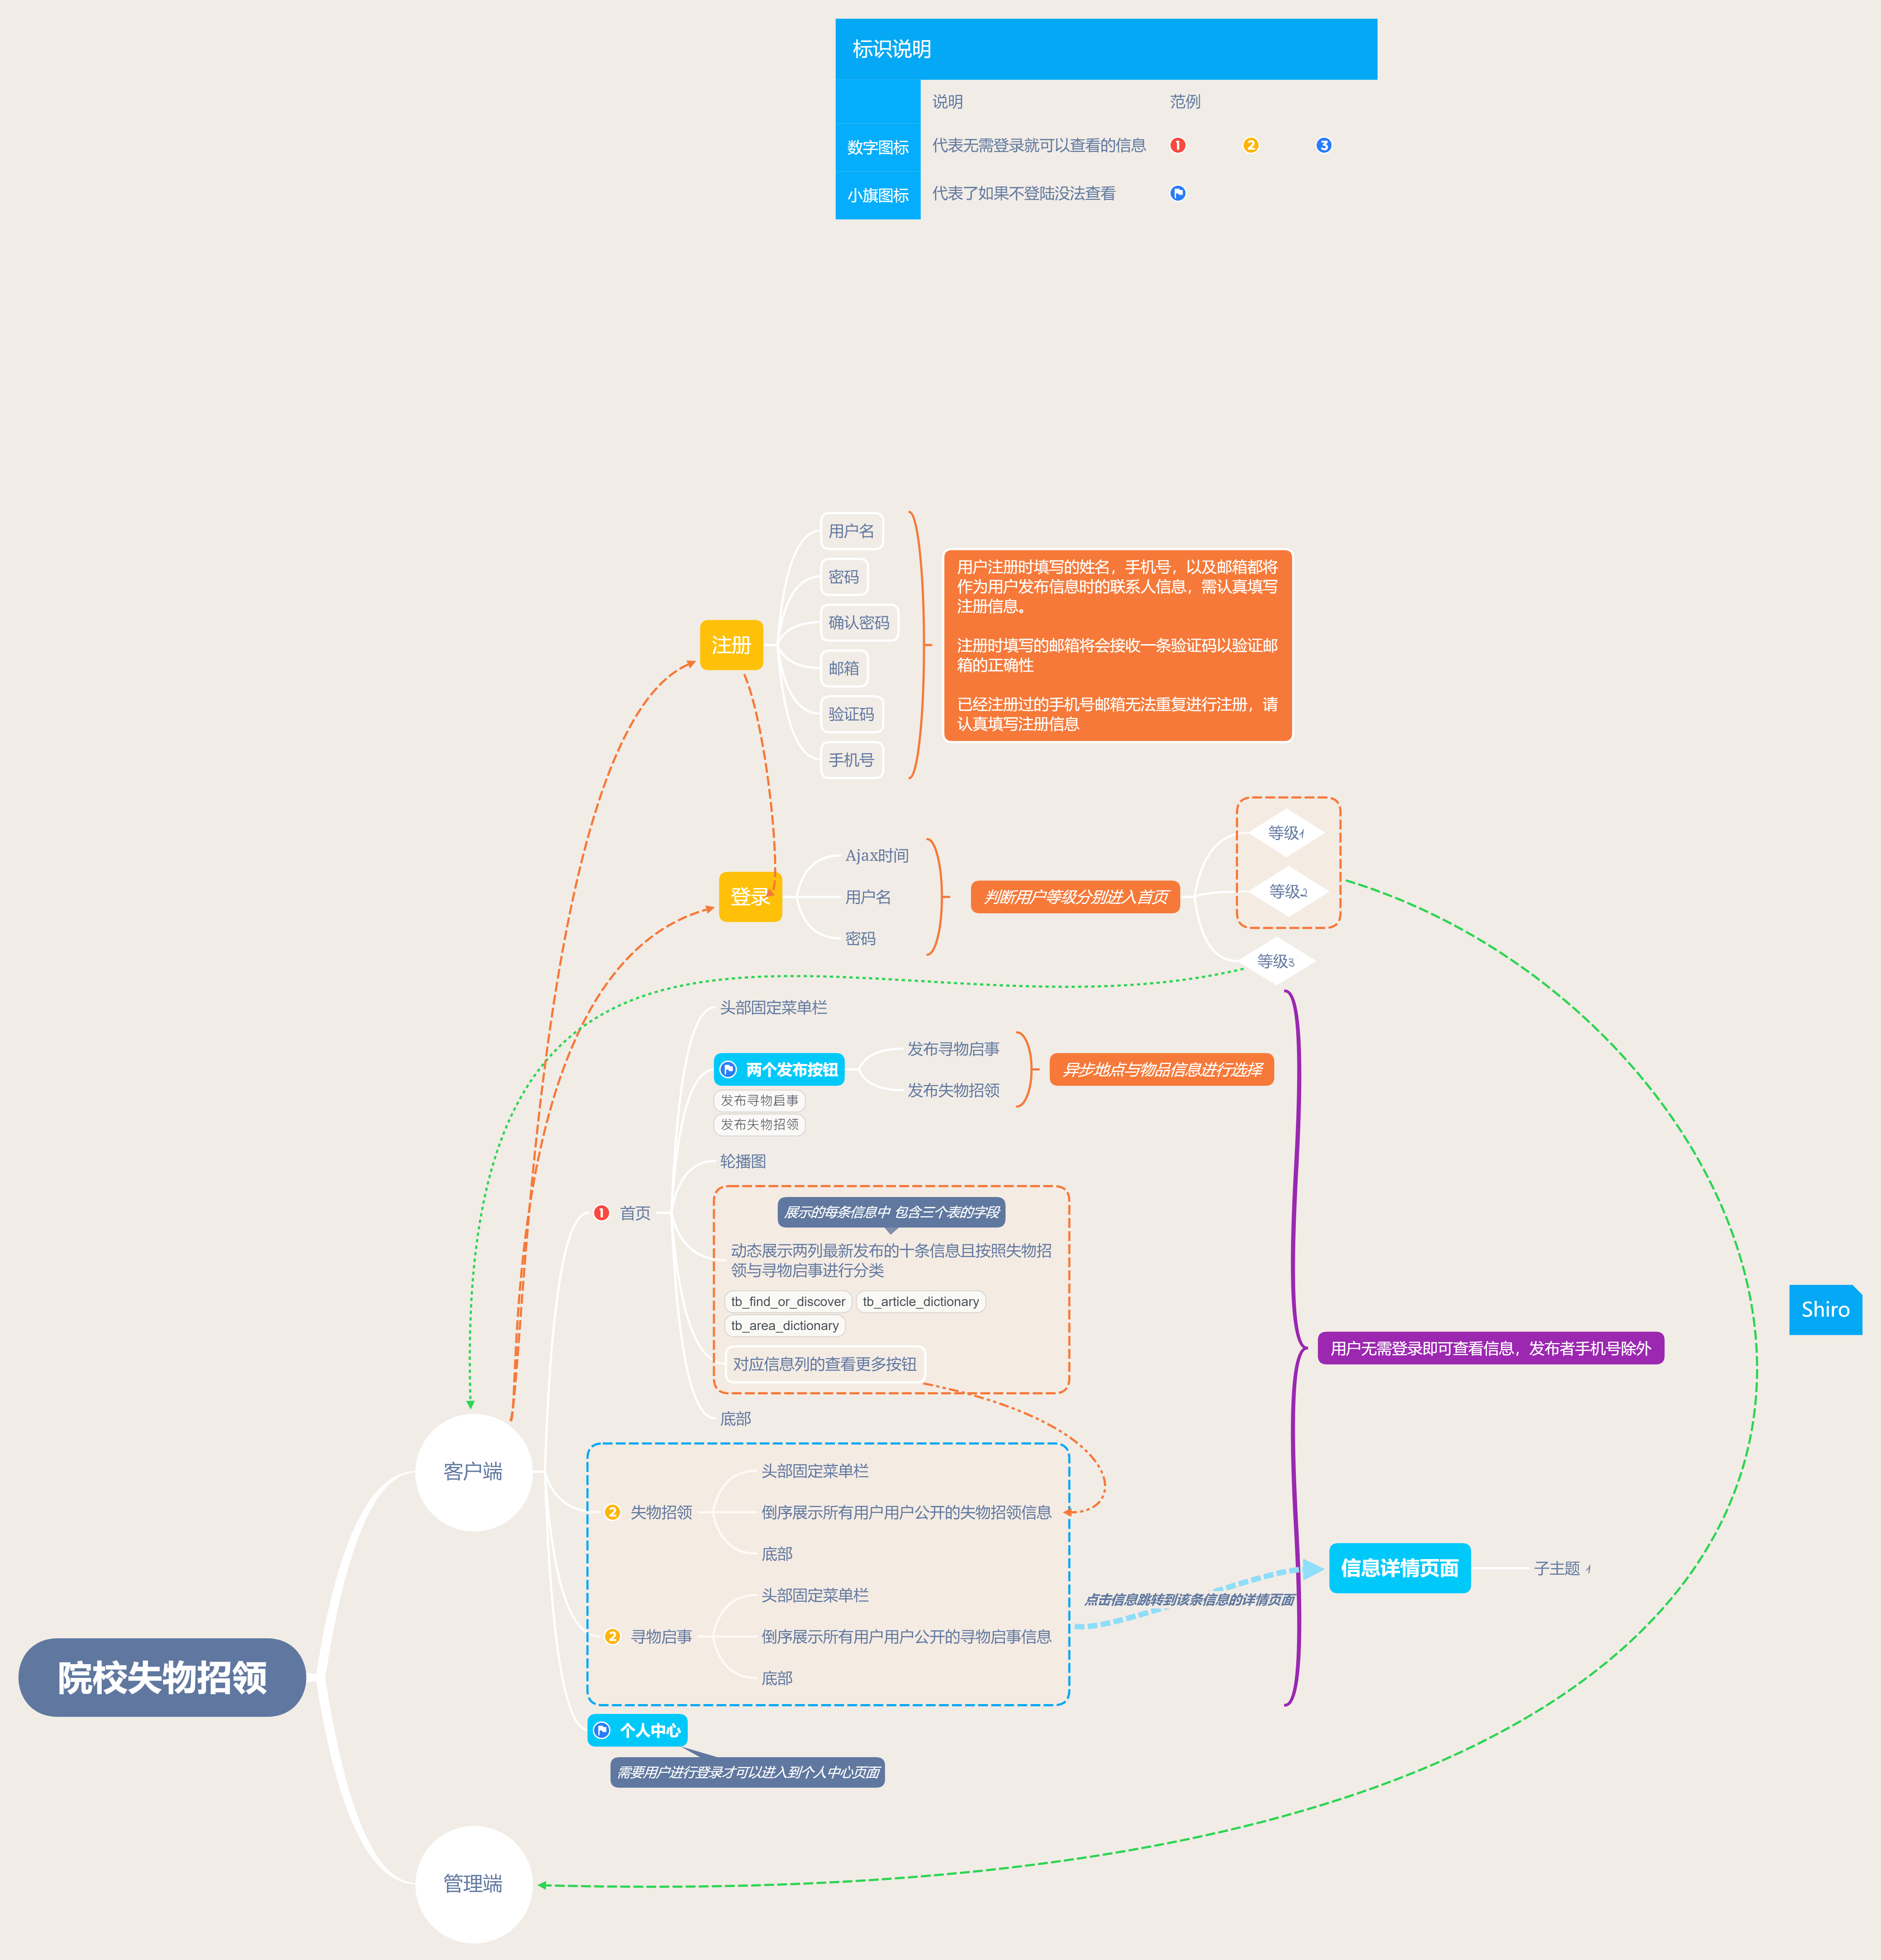 标识说明
说明 范例
数字图标 代表无需登录就可以查看的信息 1 2 3
小旗图标 代表了如果不登陆没法查看
用户名
密码
确认密码
邮箱
验证码
手机号
注册
用户注册时填写的姓名，手机号，以及邮箱都将
作为用户发布信息时的联系人信息，需认真填写
注册信息。
注册时填写的邮箱将会接收一条验证码以验证邮
箱的正确性
已经注册过的手机号邮箱无法重复进行注册，请
认真填写注册信息
登录
Ajax时间
用户名
密码
判断用户等级分别进入首页
等级1
等级2
等级3
1 首页
头部固定菜单栏
两个发布按钮
发布寻物启事
发布失物招领
发布寻物启事
发布失物招领
异步地点与物品信息进行选择
轮播图
展示的每条信息中 包含三个表的字段
动态展示两列最新发布的十条信息且按照失物招
领与寻物启事进行分类
tb_find_or_discover tb_article_dictionary
tb_area_dictionary
对应信息列的查看更多按钮
底部
Shiro
用户无需登录即可查看信息，发布者手机号除外
客户端
2 失物招领
头部固定菜单栏
倒序展示所有用户用户公开的失物招领信息
底部
2 寻物启事
头部固定菜单栏
倒序展示所有用户用户公开的寻物启事信息
底部
点击信息跳转到该条信息的详情页面
信息详情页面
子主题 1
院校失物招领
个人中心
需要用户进行登录才可以进入到个人中心页面
管理端